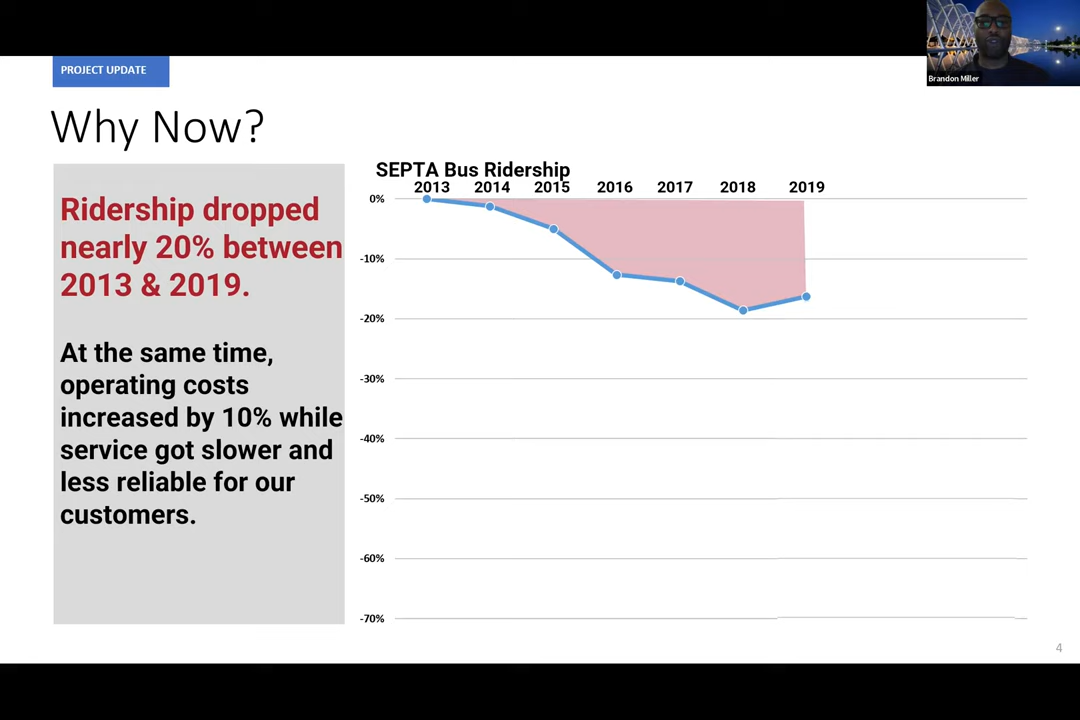 Brandon Miller
PROJECT UPDATE
Why Now?
Ridership dropped
nearly 20% between
2013 & 2019.
At the same time,
operating costs
increased by 10% while
service got slower and
less reliable for our
customers.
SEPTA Bus Ridership
2013 2014 2015 2016 2017 2018 2019
0%
-10%
-20%
-30%
-40%
-50%
-60%
-70%
4